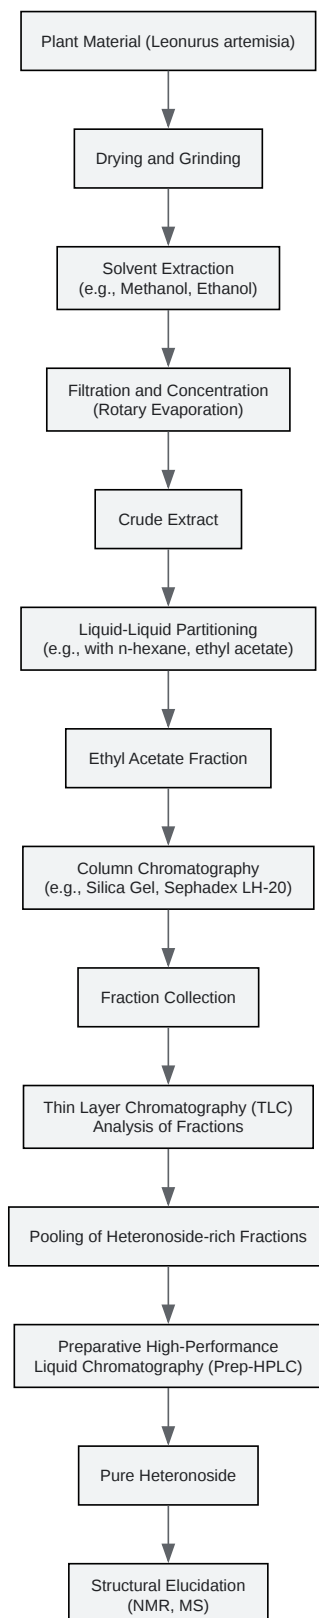 Plant Material (Leonurus artemisia)
Drying and Grinding
Solvent Extraction
(e.g., Methanol, Ethanol)
Filtration and Concentration
(Rotary Evaporation)
Crude Extract
Liquid-Liquid Partitioning
(e.g., with n-hexane, ethyl acetate)
Ethyl Acetate Fraction
Column Chromatography
(e.g., Silica Gel, Sephadex LH-20)
Fraction Collection
Thin Layer Chromatography (TLC)
Analysis of Fractions
Pooling of Heteronoside-rich Fractions
Preparative High-Performance
Liquid Chromatography (Prep-HPLC)
Pure Heteronoside
Structural Elucidation
(NMR, MS)